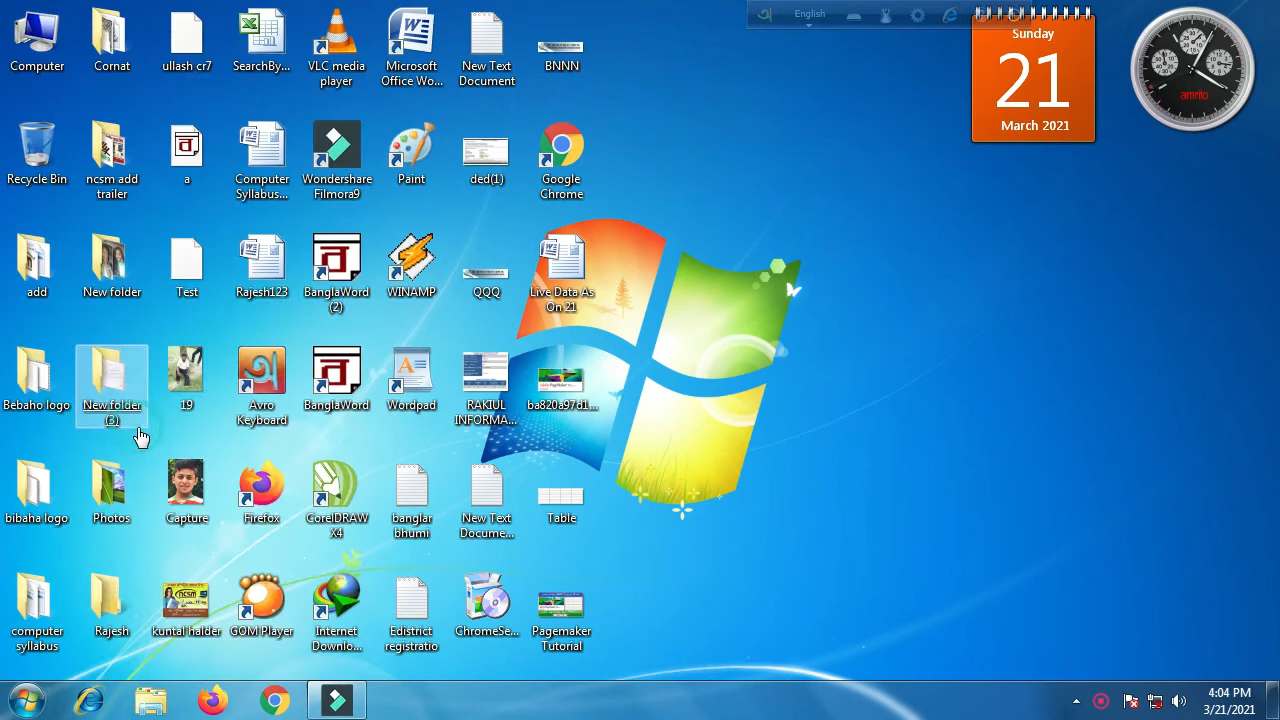 English
Sunday
21
March 2021
amrito
Computer
Cornat
ullash cr7
SearchBy...
VLC media
player
Microsoft
Office Wo...
New Text
Document
BNNN
Recycle Bin
ncsm add
trailer
a
Computer
Syllabus...
Wondershare
Filmora9
Paint
ded(1)
Google
Chrome
add
New folder
Test
Rajesh123
BanglaWord
(2)
WINAMP
QQQ
Live Data As
On 21
Bebaho logo
New folder
(3)
19
Avro
Keyboard
BanglaWord
Wordpad
RAKIUL
INFORMA...
ba820a97d1...
bibaha logo
Photos
Capture
Firefox
CorelDRAW
X4
banglar
bhumi
New Text
Docume...
Table
computer
syllabus
Rajesh
kuntal halder
GOM Player
Internet
Downlo...
Edistrict
registratio
ChromeSe...
Pagemaker
Tutorial
4:04 PM
3/21/2021